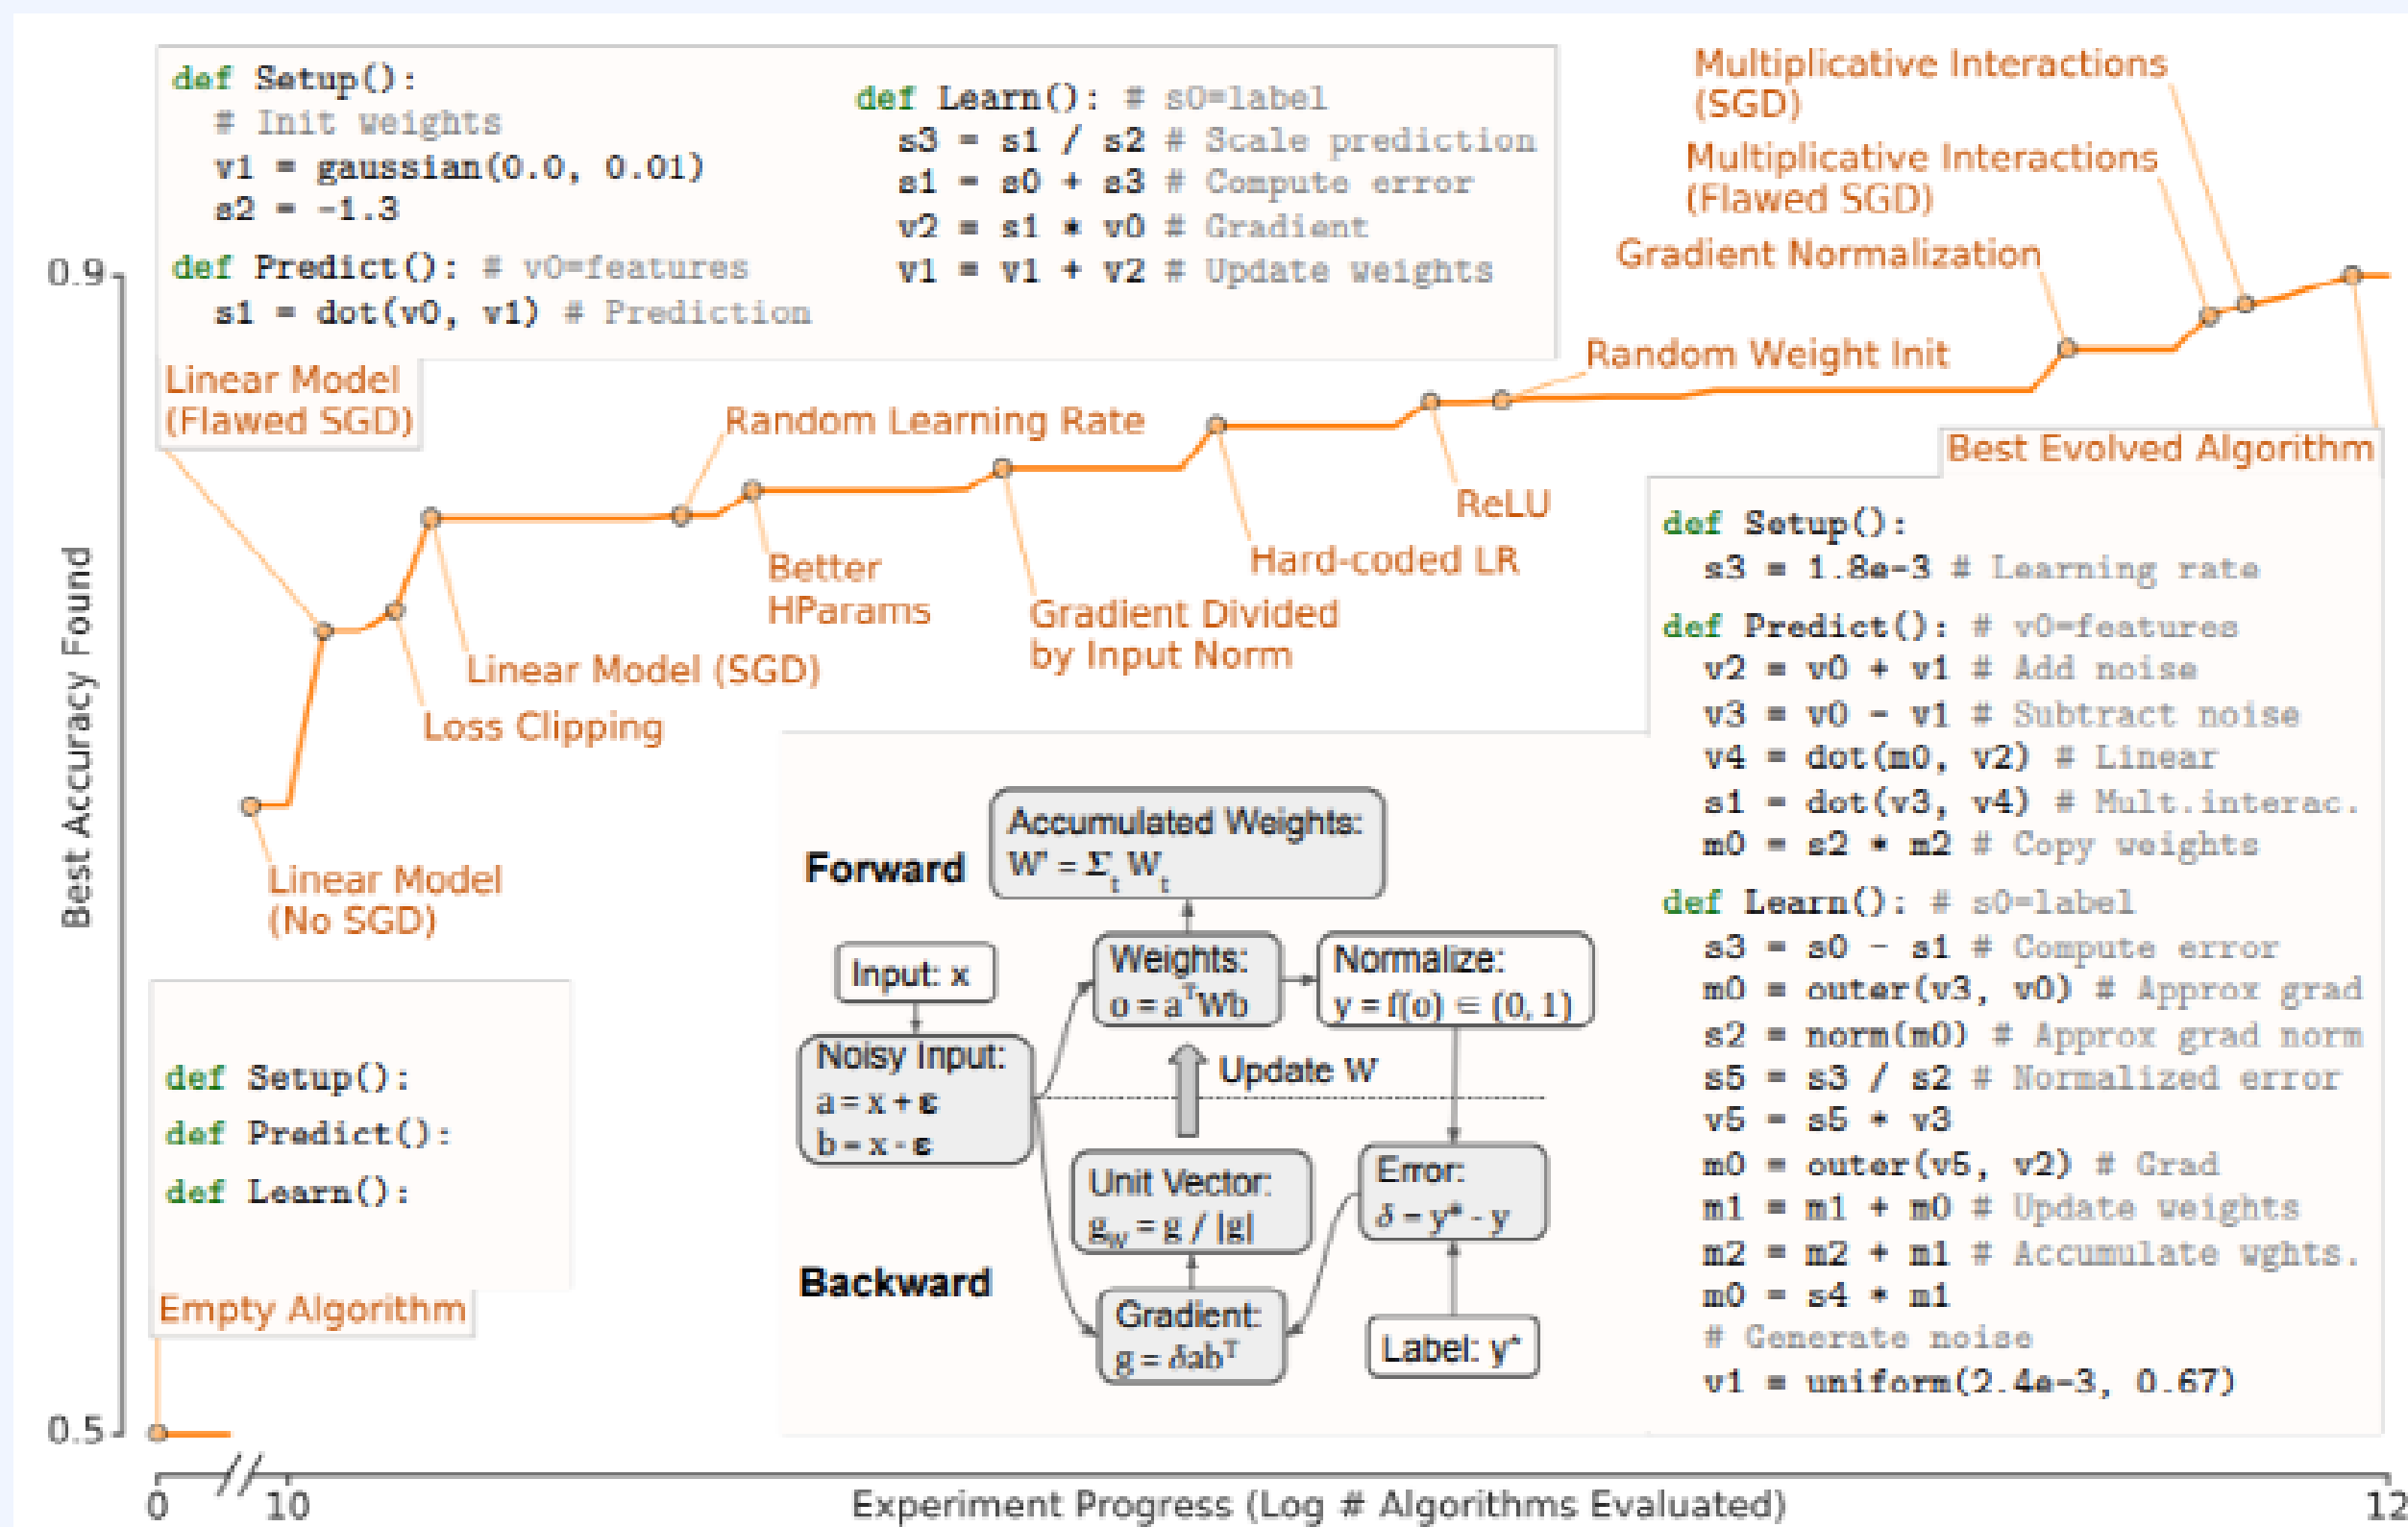 def Setup():
# Init weights
v1 = gaussian(0.0, 0.01)
s2 = -1.3
def Predict(): # v0=features
s1 = dot(v0, v1) # Prediction
def Learn(): # s0=label
s3 = s1 / s2 # Scale prediction
s1 = s0 + s3 # Compute error
v2 = s1 * v0 # Gradient
v1 = v1 + v2 # Update weights
Linear Model
(Flawed SGD)
Multiplicative Interactions
(SGD)
Multiplicative Interactions
(Flawed SGD)
Gradient Normalization
Random Weight Init
Random Learning Rate
ReLU
Hard-coded LR
Better
HParams
Gradient Divided
by Input Norm
Linear Model (SGD)
Loss Clipping
Linear Model
(No SGD)
Best Evolved Algorithm
def Setup():
s3 = 1.8e-3 # Learning rate
def Predict(): # v0=features
v2 = v0 + v1 # Add noise
v3 = v0 - v1 # Subtract noise
v4 = dot(m0, v2) # Linear
s1 = dot(v3, v4) # Mult.interac.
m0 = s2 * m2 # Copy weights
def Learn(): # s0=label
s3 = s0 - s1 # Compute error
m0 = outer(v3, v0) # Approx grad
s2 = norm(m0) # Approx grad norm
s5 = s3 / s2 # Normalized error
v5 = s5 * v3
m0 = outer(v5, v2) # Grad
m1 = m1 + m0 # Update weights
m2 = m2 + m1 # Accumulate wghts.
m0 = s4 * m1
# Generate noise
v1 = uniform(2.4e-3, 0.67)
Forward
Accumulated Weights:
W' = Σt Wt
Input: x
Weights:
o = aᵀWb
Normalize:
y = f(o) ∈ (0, 1)
Noisy Input:
a = x + ε
b = x - ε
Update W
Unit Vector:
gw = g / |g|
Error:
δ = y* - y
Backward
Gradient:
g = δabᵀ
Label: y*
def Setup():
def Predict():
def Learn():
Empty Algorithm
0.9
0.5
Best Accuracy Found
0
10
12
Experiment Progress (Log # Algorithms Evaluated)